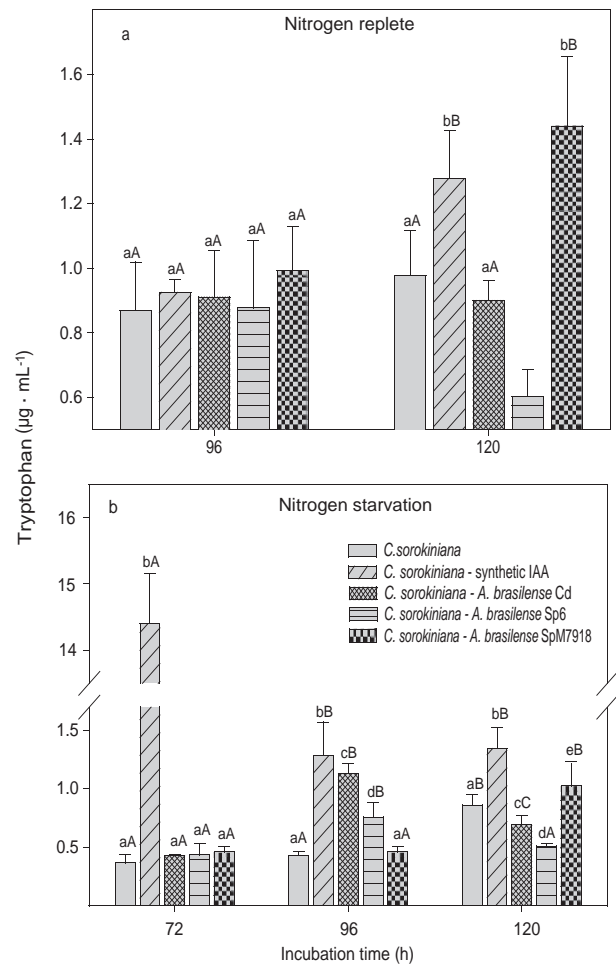 a
Nitrogen replete
1.6
1.4
1.2
1.0
0.8
0.6
aA aA aA aA aA
aA bB aA bB
96 120
Tryptophan (µg · mL-1)
b
Nitrogen starvation
16
15
14
1.5
1.0
0.5
C.sorokiniana
C. sorokiniana - synthetic IAA
C. sorokiniana - A. brasilense Cd
C. sorokiniana - A. brasilense Sp6
C. sorokiniana - A. brasilense SpM7918
aA bA aA aA aA
aA bB cB dB aA
aB bB cC dA eB
72 96 120
Incubation time (h)